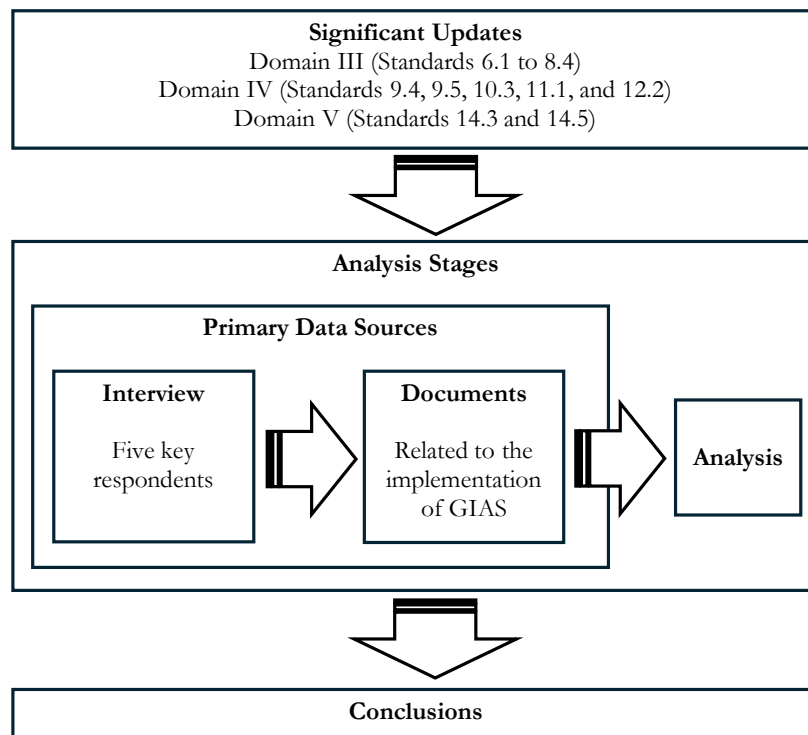 Significant Updates
Domain III (Standards 6.1 to 8.4)
Domain IV (Standards 9.4, 9.5, 10.3, 11.1, and 12.2)
Domain V (Standards 14.3 and 14.5)
Analysis Stages
Primary Data Sources
Interview
Five key
respondents
Documents
Related to the
implementation
of GIAS
Analysis
Conclusions